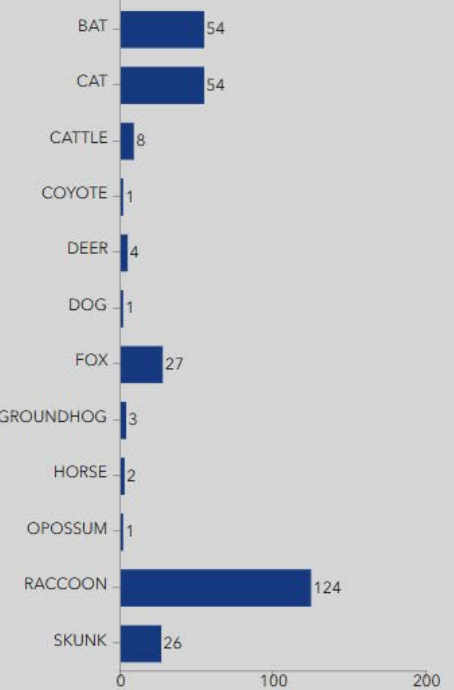 BAT 54
CAT 54
CATTLE 8
COYOTE 1
DEER 4
DOG 1
FOX 27
GROUNDHOG 3
HORSE 2
OPOSSUM 1
RACCOON 124
SKUNK 26
0 100 200